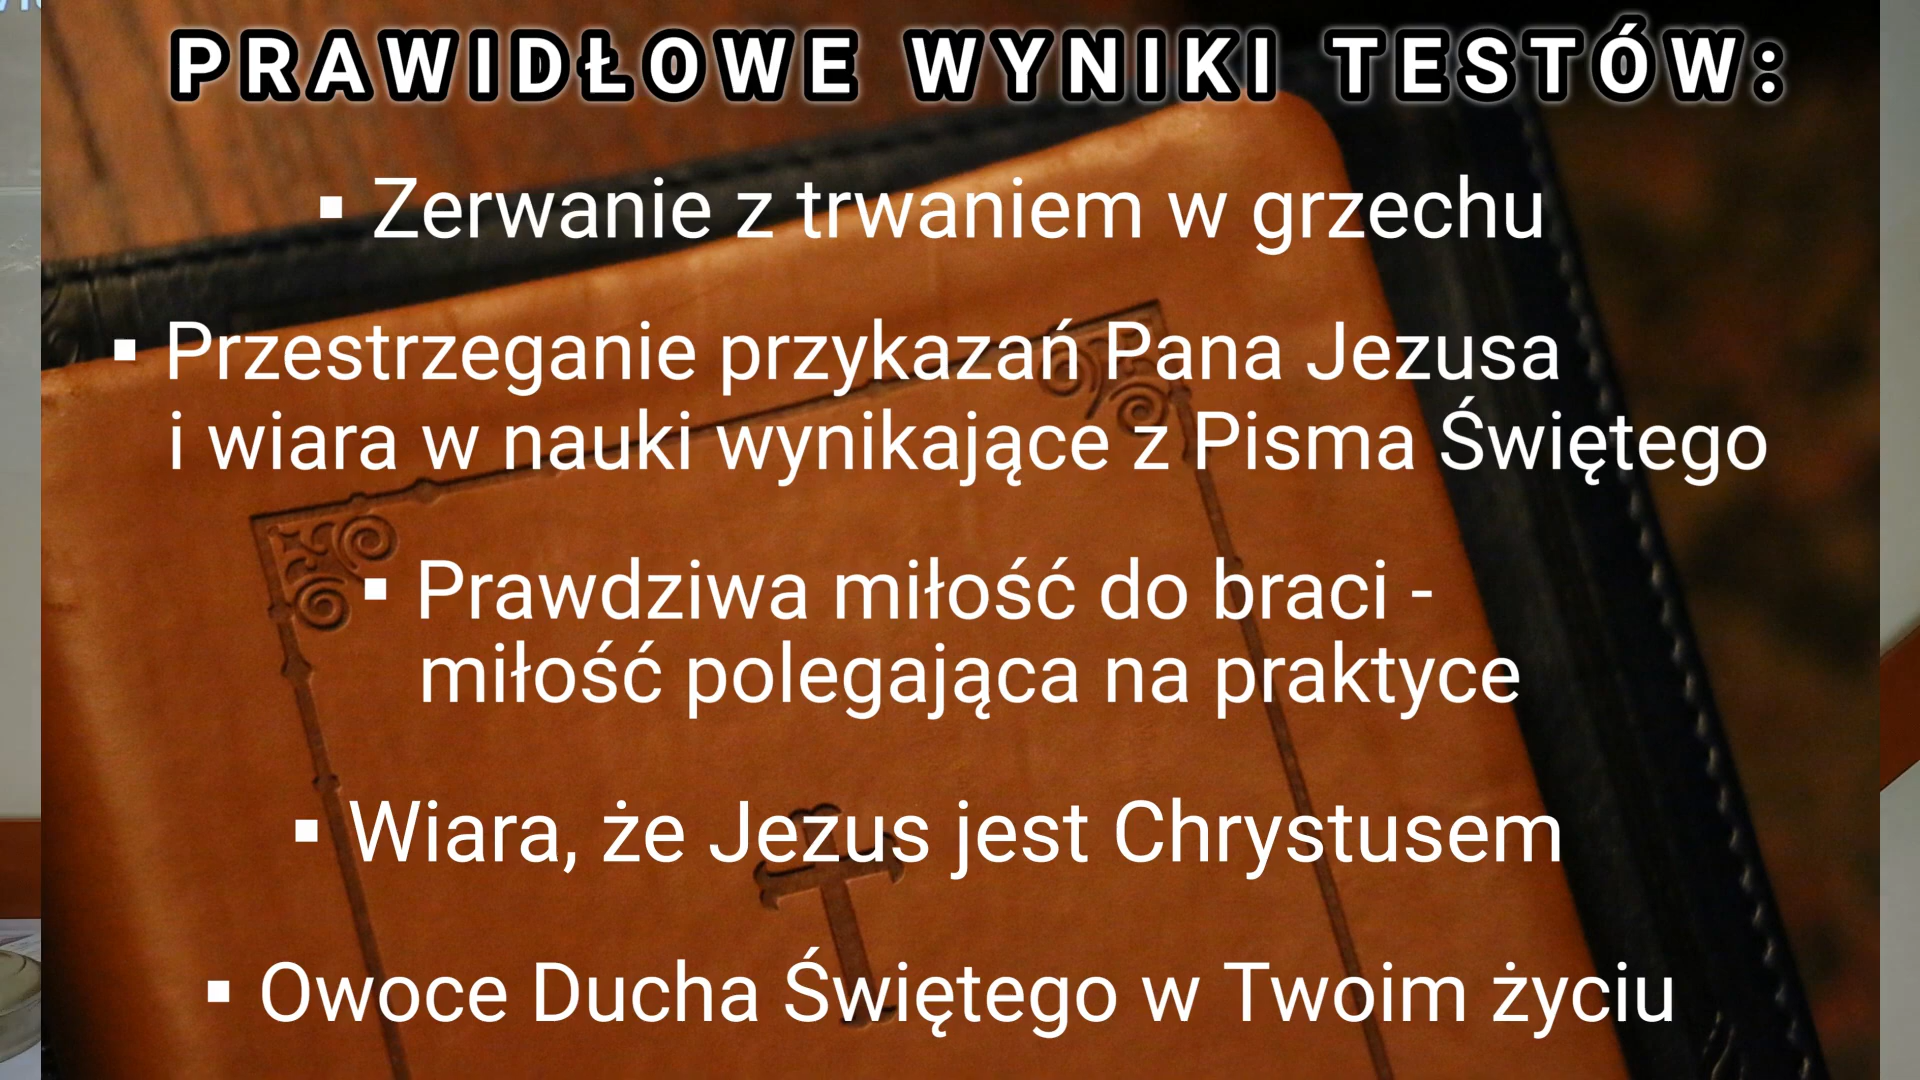 PRAWIDŁOWE WYNIKI TESTÓW:
▪ Zerwanie z trwaniem w grzechu
▪ Przestrzeganie przykazań Pana Jezusa
i wiara w nauki wynikające z Pisma Świętego
▪ Prawdziwa miłość do braci -
miłość polegająca na praktyce
▪ Wiara, że Jezus jest Chrystusem
▪ Owoce Ducha Świętego w Twoim życiu